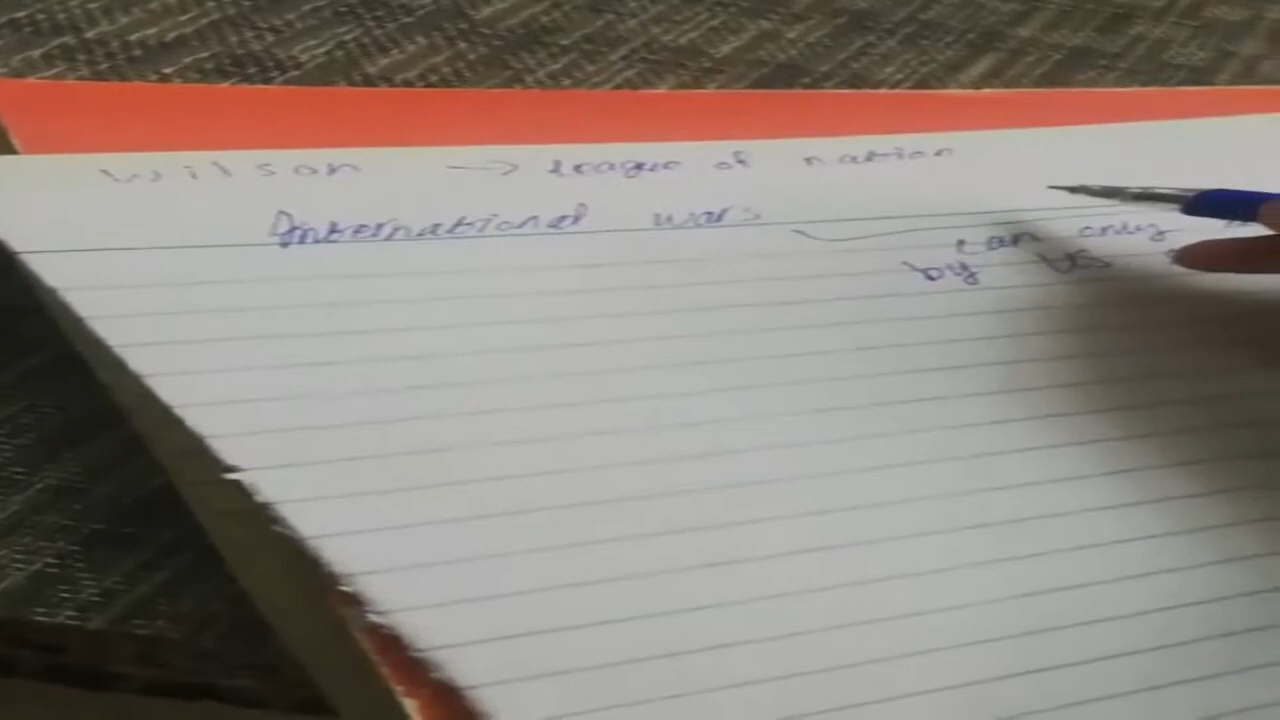 Wilson → league of nation
International wars
can only
by US